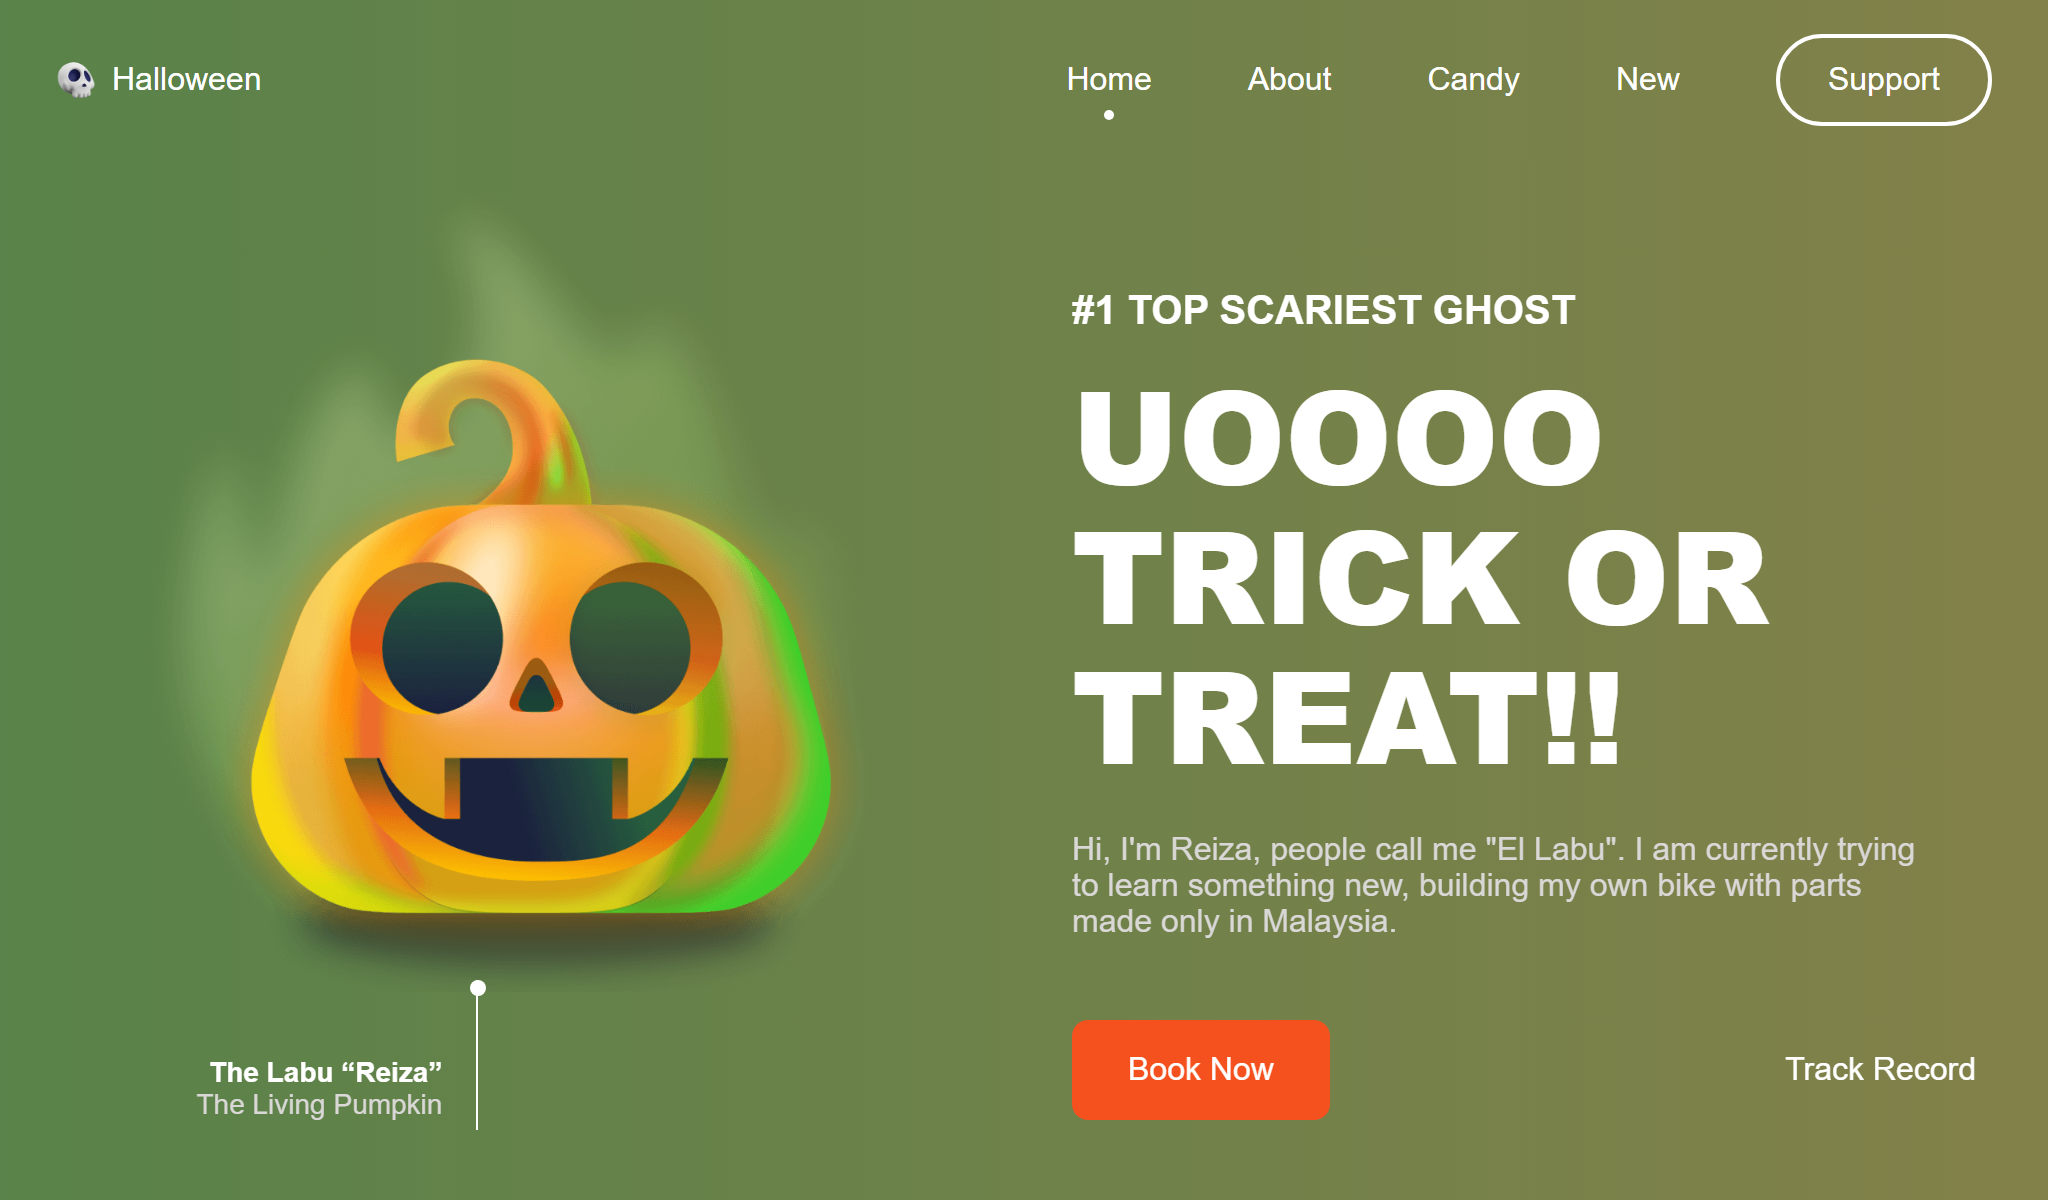 Halloween
Home
About
Candy
New
Support
#1 TOP SCARIEST GHOST
UOOOO
TRICK OR
TREAT!!
Hi, I'm Reiza, people call me "El Labu". I am currently trying
to learn something new, building my own bike with parts
made only in Malaysia.
Book Now
Track Record
The Labu “Reiza”
The Living Pumpkin